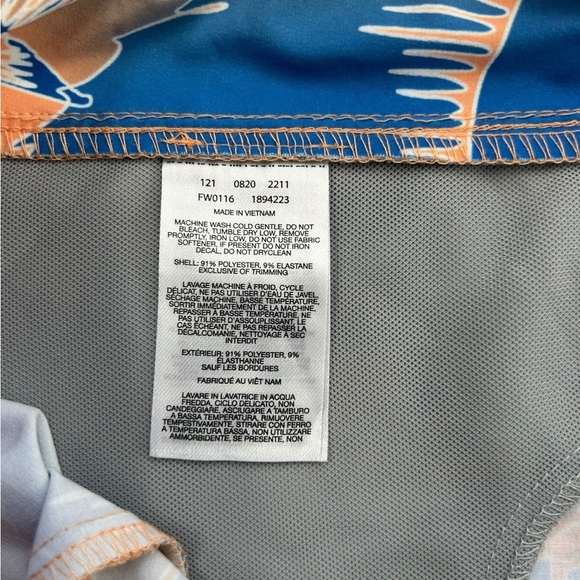 121 0820 2211
FW0116 1894223
MADE IN VIETNAM
MACHINE WASH COLD GENTLE, DO NOT
BLEACH, TUMBLE DRY LOW, REMOVE
PROMPTLY, IRON LOW, DO NOT USE FABRIC
SOFTENER, IF PRESENT DO NOT IRON
DECAL, DO NOT DRYCLEAN
SHELL: 91% POLYESTER, 9% ELASTANE
EXCLUSIVE OF TRIMMING
LAVAGE MACHINE À FROID, CYCLE
DÉLICAT, NE PAS UTILISER D'EAU DE JAVEL,
SÉCHAGE MACHINE, BASSE TEMPÉRATURE,
SORTIR IMMÉDIATEMENT DE LA MACHINE,
REPASSER À BASSE TEMPÉRATURE, NE
PAS UTILISER D'ASSOUPLISSANT, LE
CAS ÉCHÉANT, NE PAS REPASSER LA
DÉCALCOMANIE, NETTOYAGE À SEC
INTERDIT
EXTÉRIEUR: 91% POLYESTER, 9%
ÉLASTHANNE
SAUF LES BORDURES
FABRIQUÉ AU VIÊT NAM
LAVARE IN LAVATRICE IN ACQUA
FREDDA, CICLO DELICATO, NON
CANDEGGIARE, ASCIUGARE A TAMBURO
A BASSA TEMPERATURA, RIMUOVERE
TEMPESTIVAMENTE, STIRARE CON FERRO
A TEMPERATURA BASSA, NON UTILIZZARE
AMMORBIDENTE, SE PRESENTE, NON